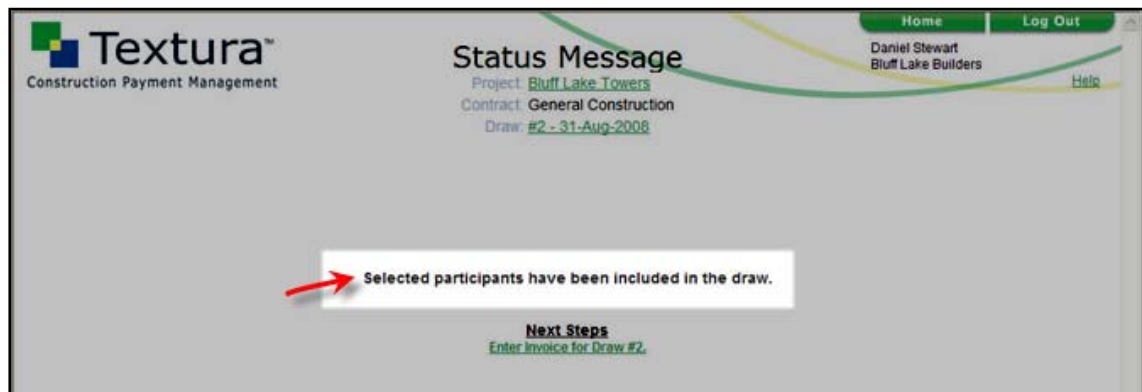 Home
Log Out
Textura™
Construction Payment Management
Status Message
Project: Bluff Lake Towers
Contract: General Construction
Draw: #2 - 31-Aug-2008
Daniel Stewart
Bluff Lake Builders
Help
Selected participants have been included in the draw.
Next Steps
Enter Invoice for Draw #2.